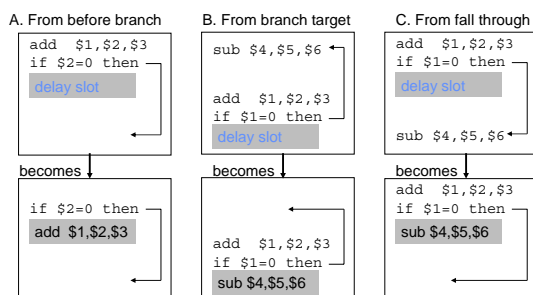 A. From before branch
add $1,$2,$3
if $2=0 then
delay slot
becomes
if $2=0 then
add $1,$2,$3
B. From branch target
sub $4,$5,$6
add $1,$2,$3
if $1=0 then
delay slot
becomes
add $1,$2,$3
if $1=0 then
sub $4,$5,$6
C. From fall through
add $1,$2,$3
if $1=0 then
delay slot
sub $4,$5,$6
becomes
add $1,$2,$3
if $1=0 then
sub $4,$5,$6